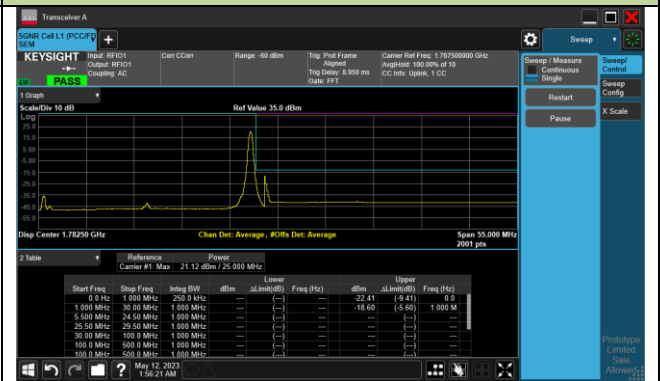 Transceiver A
5GNR Cell L1 (PCC/FD
SEM
Sweep
KEYSIGHT
Input: RFIO1
Output: RFIO1
Coupling: AC
Corr CCorr
Range: -60 dBm
Trig: Prot Frame
Aligned
Trig Delay: 8.950 ms
Gate: FFT
Carrier Ref Freq: 1.767500000 GHz
Avg|Hold: 100.00% of 10
CC Info: Uplink, 1 CC
PASS
Sweep / Measure
Continuous
Single
Restart
Pause
Sweep/
Control
Sweep
Config
X Scale
1 Graph
Scale/Div 10 dB
Ref Value 35.0 dBm
Log
25.0
15.0
5.00
-5.00
-15.0
-25.0
-35.0
-45.0
-55.0
Disp Center 1.78250 GHz
Chan Det: Average , #Offs Det: Average
Span 55.000 MHz
2001 pts
2 Table
Reference Power
Carrier #1: Max 21.12 dBm / 25.000 MHz
Lower Upper
Start Freq Stop Freq Integ BW dBm ΔLimit(dB) Freq (Hz) dBm ΔLimit(dB) Freq (Hz)
0.0 Hz 1.000 MHz 250.0 kHz --- (---) --- -22.41 (-9.41) 0.0
1.000 MHz 30.00 MHz 1.000 MHz --- (---) --- -18.60 (-5.60) 1.000 M
5.500 MHz 24.50 MHz 1.000 MHz --- (---) --- --- (---) ---
25.50 MHz 29.50 MHz 1.000 MHz --- (---) --- --- (---) ---
30.00 MHz 100.0 MHz 1.000 MHz --- (---) --- --- (---) ---
100.0 MHz 500.0 MHz 1.000 MHz --- (---) --- --- (---) ---
100.0 MHz 500.0 MHz 1.000 MHz --- (---) --- --- (---) ---
Prototype
Limited
Sale
Allowed
May 12, 2023
1:56:21 AM